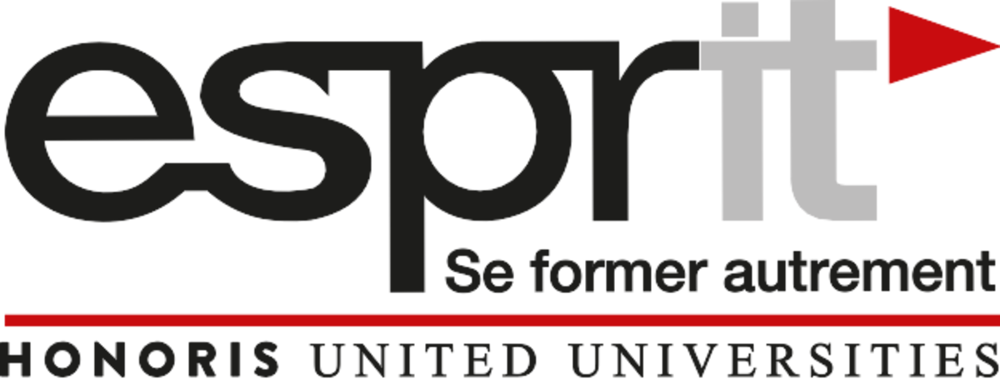 esprit
Se former autrement
HONORIS UNITED UNIVERSITIES